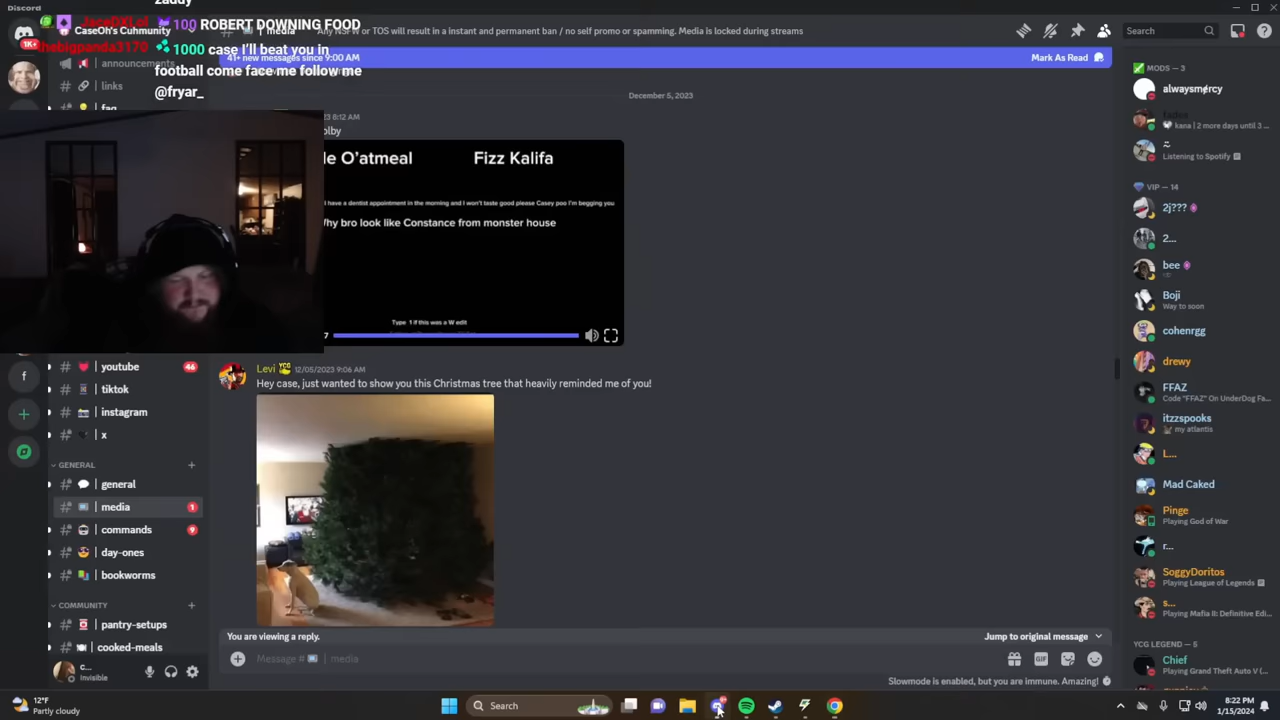 Discord
zaddy
JaceDXLol 100 ROBERT DOWNING FOOD
thebigpanda3170 1000 case I'll beat you in
football come face me follow me
@fryar_
CaseOh's Cuhmunity
media
Any NSFW or TOS will result in a instant and permanent ban / no self promo or spamming. Media is locked during streams
Search
1K+
41+ new messages since 9:00 AM
Mark As Read
announcements
links
faq
December 5, 2023
23 8:12 AM
olby
le O'atmeal
Fizz Kalifa
I have a dentist appointment in the morning and I won't taste good please Casey poo I'm begging you
Why bro look like Constance from monster house
Type 1 if this was a W edit
7
youtube
46
tiktok
instagram
x
GENERAL
general
media
1
commands
9
day-ones
bookworms
COMMUNITY
pantry-setups
cooked-meals
c...
Invisible
Levi YCG 12/05/2023 9:06 AM
Hey case, just wanted to show you this Christmas tree that heavily reminded me of you!
You are viewing a reply.
Jump to original message
Message # | media
GIF
Slowmode is enabled, but you are immune. Amazing!
MODS — 3
alwaysmercy
kana | 2 more days until 3 ...
Listening to Spotify
VIP — 14
2j???
2...
bee
Boji
Way to soon
cohenrgg
drewy
FFAZ
Code "FFAZ" On UnderDog Fa...
itzzspooks
my atlantis
L...
Mad Caked
Pinge
Playing God of War
r...
SoggyDoritos
Playing League of Legends
s...
Playing Mafia II: Definitive Edi...
YCG LEGEND — 5
Chief
Playing Grand Theft Auto V (...
12°F
Partly cloudy
Search
8:22 PM
1/15/2024